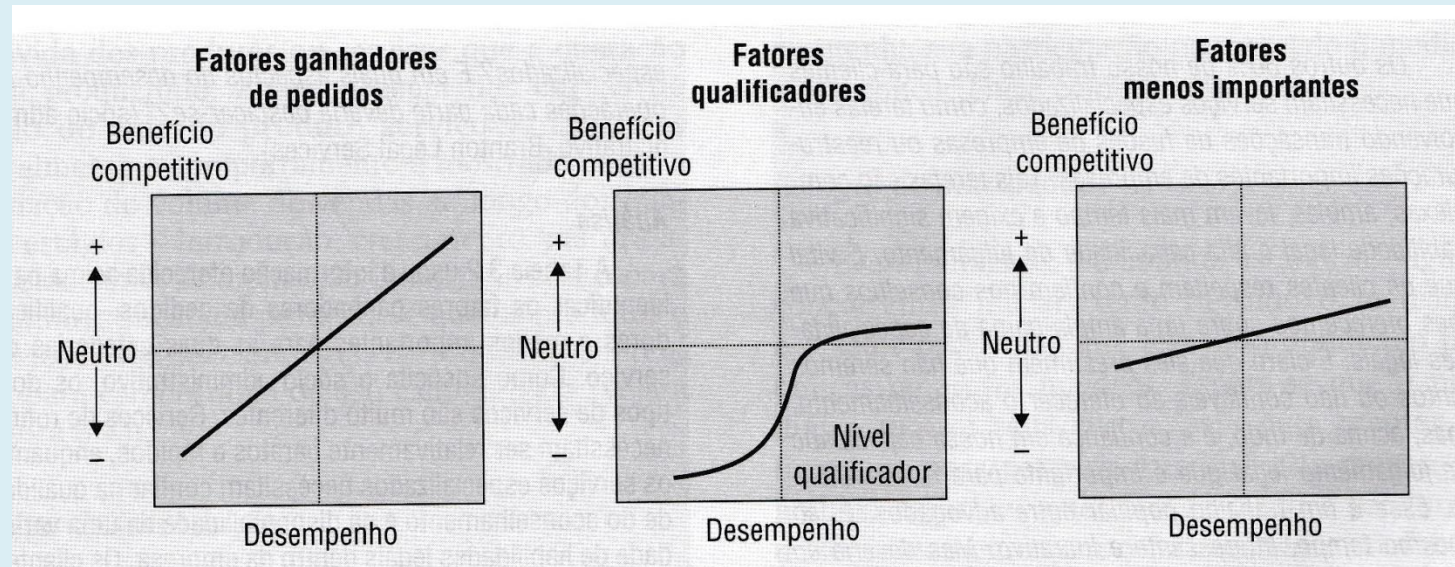 Fatores ganhadores
de pedidos
Benefício
competitivo
+
Neutro
–
Desempenho
Fatores
qualificadores
Benefício
competitivo
+
Neutro
–
Nível
qualificador
Desempenho
Fatores
menos importantes
Benefício
competitivo
+
Neutro
–
Desempenho